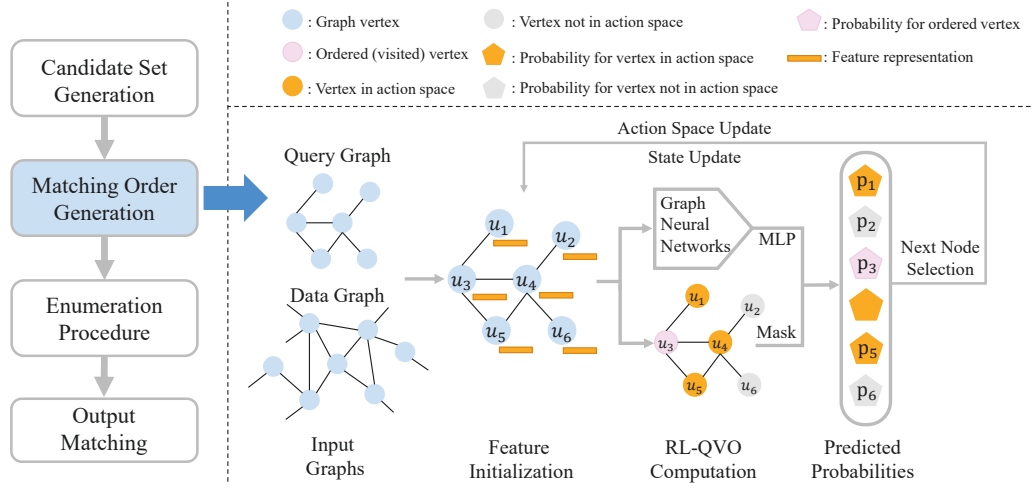 Candidate Set
Generation
Matching Order
Generation
Enumeration
Procedure
Output
Matching
: Graph vertex
: Vertex not in action space
: Probability for ordered vertex
: Ordered (visited) vertex
: Probability for vertex in action space
: Feature representation
: Vertex in action space
: Probability for vertex not in action space
Query Graph
Data Graph
Input
Graphs
u1
u2
u3
u4
u5
u6
Feature
Initialization
Action Space Update
State Update
Graph
Neural
Networks
MLP
u1
u2
u3
u4
u5
u6
Mask
RL-QVO
Computation
p1
p2
p3
p5
p6
Predicted
Probabilities
Next Node
Selection